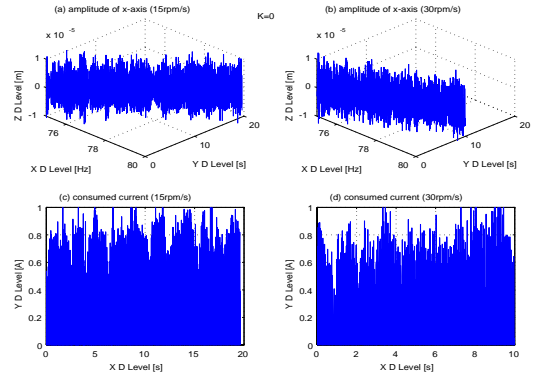 (a) amplitude of x-axis (15rpm/s)
K=0
(b) amplitude of x-axis (30rpm/s)
x 10 -5
x 10 -5
1
0
-1
Z D Level [m]
76
78
80
X D Level [Hz]
0
10
20
Y D Level [s]
1
0
-1
Z D Level [m]
76
78
80
X D Level [Hz]
0
10
20
Y D Level [s]
(c) consumed current (15rpm/s)
(d) consumed current (30rpm/s)
1
0.8
0.6
0.4
0.2
0
Y D Level [A]
0
5
10
15
20
X D Level [s]
1
0.8
0.6
0.4
0.2
0
Y D Level [A]
0
2
4
6
8
10
X D Level [s]